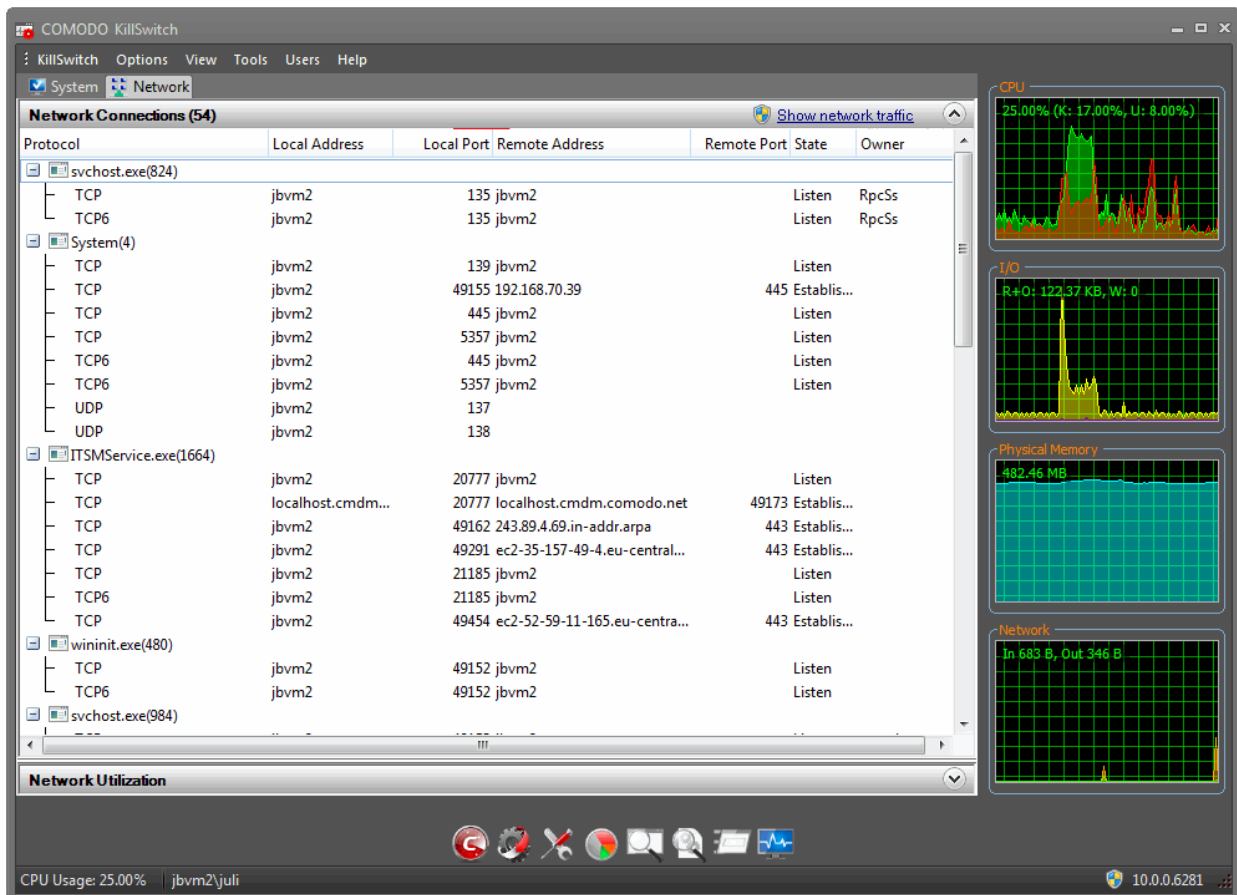 COMODO KillSwitch
KillSwitch Options View Tools Users Help
System Network
Network Connections (54) Show network traffic
Protocol Local Address Local Port Remote Address Remote Port State Owner
svchost.exe(824)
TCP jbvm2 135 jbvm2 Listen RpcSs
TCP6 jbvm2 135 jbvm2 Listen RpcSs
System(4)
TCP jbvm2 139 jbvm2 Listen
TCP jbvm2 49155 192.168.70.39 445 Establis...
TCP jbvm2 445 jbvm2 Listen
TCP jbvm2 5357 jbvm2 Listen
TCP6 jbvm2 445 jbvm2 Listen
TCP6 jbvm2 5357 jbvm2 Listen
UDP jbvm2 137
UDP jbvm2 138
ITSMService.exe(1664)
TCP jbvm2 20777 jbvm2 Listen
TCP localhost.cmdm... 20777 localhost.cmdm.comodo.net 49173 Establis...
TCP jbvm2 49162 243.89.4.69.in-addr.arpa 443 Establis...
TCP jbvm2 49291 ec2-35-157-49-4.eu-central... 443 Establis...
TCP jbvm2 21185 jbvm2 Listen
TCP6 jbvm2 21185 jbvm2 Listen
TCP jbvm2 49454 ec2-52-59-11-165.eu-centra... 443 Establis...
wininit.exe(480)
TCP jbvm2 49152 jbvm2 Listen
TCP6 jbvm2 49152 jbvm2 Listen
svchost.exe(984)
Network Utilization
CPU
25.00% (K: 17.00%, U: 8.00%)
I/O
R+O: 122.37 KB, W: 0
Physical Memory
482.46 MB
Network
In 683 B, Out 346 B
CPU Usage: 25.00% jbvm2\juli 10.0.0.6281